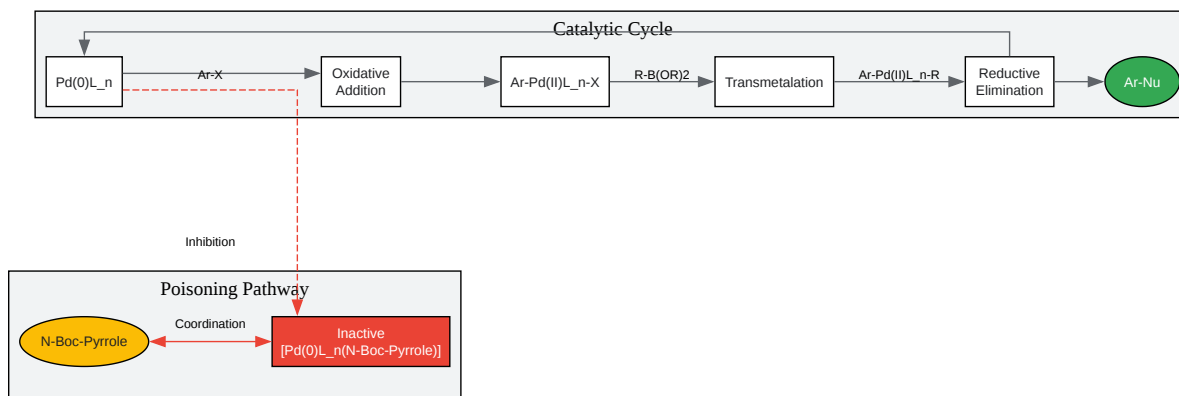 Catalytic Cycle
Pd(0)L_n
Ar-X
Oxidative
Addition
Ar-Pd(II)L_n-X
R-B(OR)2
Transmetalation
Ar-Pd(II)L_n-R
Reductive
Elimination
Ar-Nu
Inhibition
Poisoning Pathway
N-Boc-Pyrrole
Coordination
Inactive
[Pd(0)L_n(N-Boc-Pyrrole)]